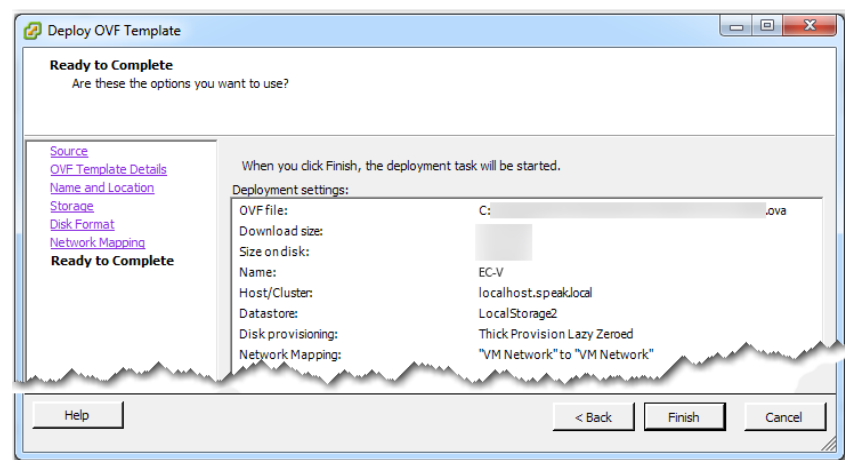 Deploy OVF Template
Ready to Complete
Are these the options you want to use?
Source
OVF Template Details
Name and Location
Storage
Disk Format
Network Mapping
Ready to Complete
When you click Finish, the deployment task will be started.
Deployment settings:
OVF file: C: .ova
Download size:
Size on disk:
Name: EC-V
Host/Cluster: localhost.speak.local
Datastore: LocalStorage2
Disk provisioning: Thick Provision Lazy Zeroed
Network Mapping: "VM Network" to "VM Network"
Help < Back Finish Cancel